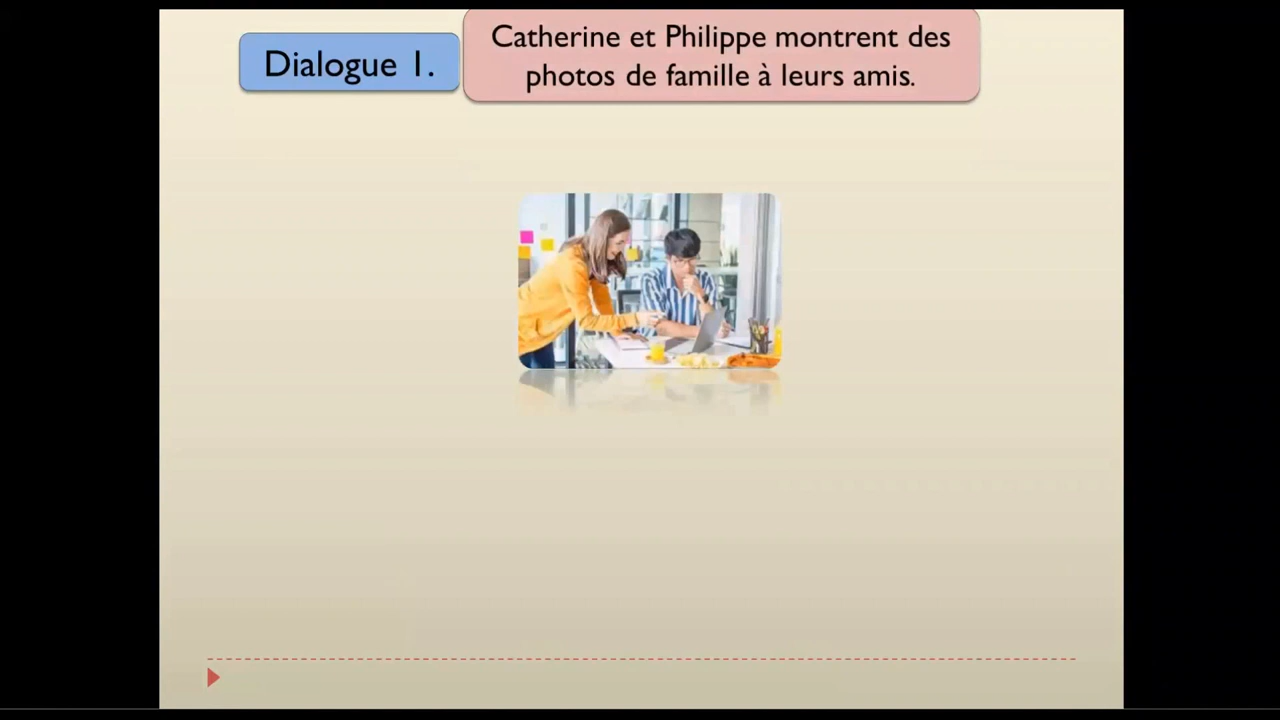 Dialogue 1.
Catherine et Philippe montrent des
photos de famille à leurs amis.